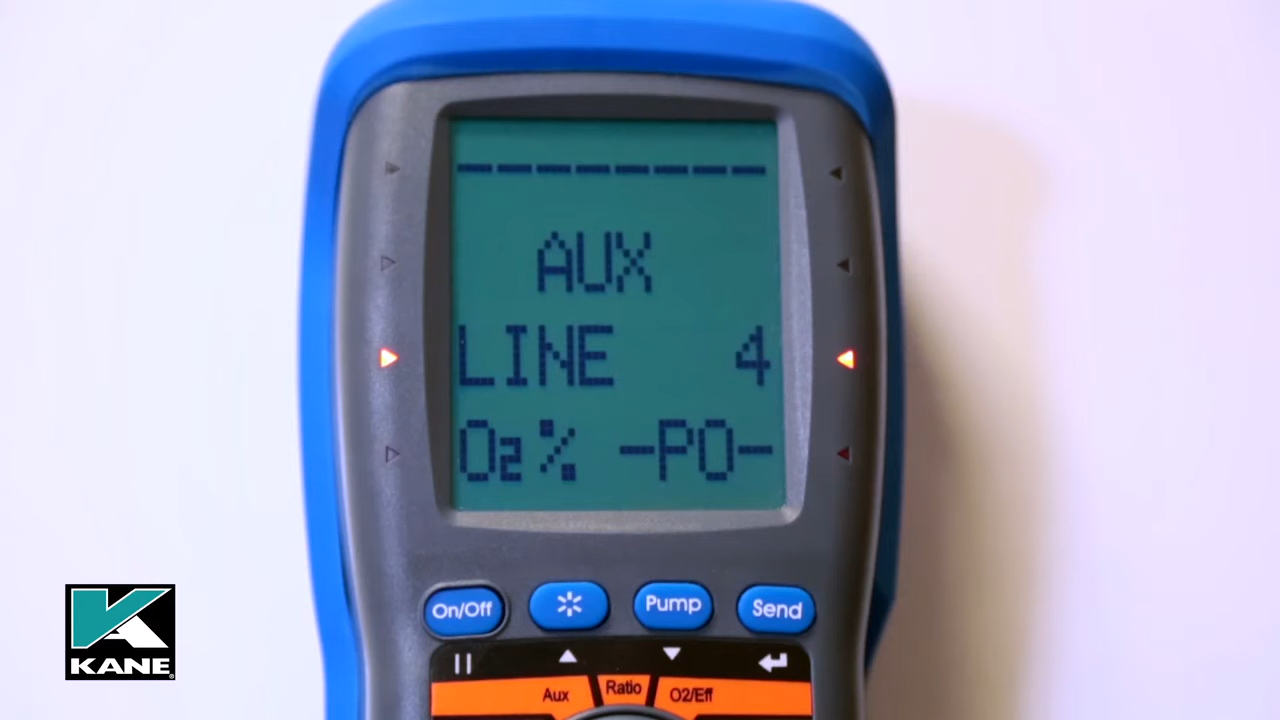 --------
AUX
LINE 4
O₂% -PO-
On/Off Pump Send
Aux Ratio O2/Eff
KANE